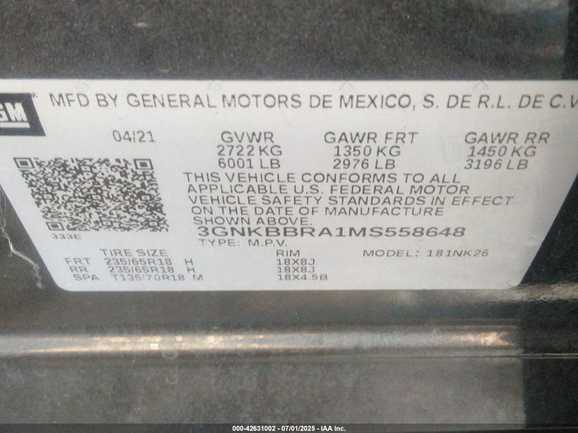 GM
MFD BY GENERAL MOTORS DE MEXICO, S. DE R.L. DE C.V
04/21 GVWR GAWR FRT GAWR RR
2722 KG 1350 KG 1450 KG
6001 LB 2976 LB 3196 LB
THIS VEHICLE CONFORMS TO ALL
APPLICABLE U.S. FEDERAL MOTOR
VEHICLE SAFETY STANDARDS IN EFFECT
ON THE DATE OF MANUFACTURE
SHOWN ABOVE.
333E 3GNKBBRA1MS558648
TYPE: M.P.V. MODEL: 181NK26
TIRE SIZE RIM
FRT 235/65R18 H 18X8J
RR 235/65R18 H 18X8J
SPA T135/70R18 M 18X4.5B
000-42631002 - 07/01/2025 - IAA Inc.